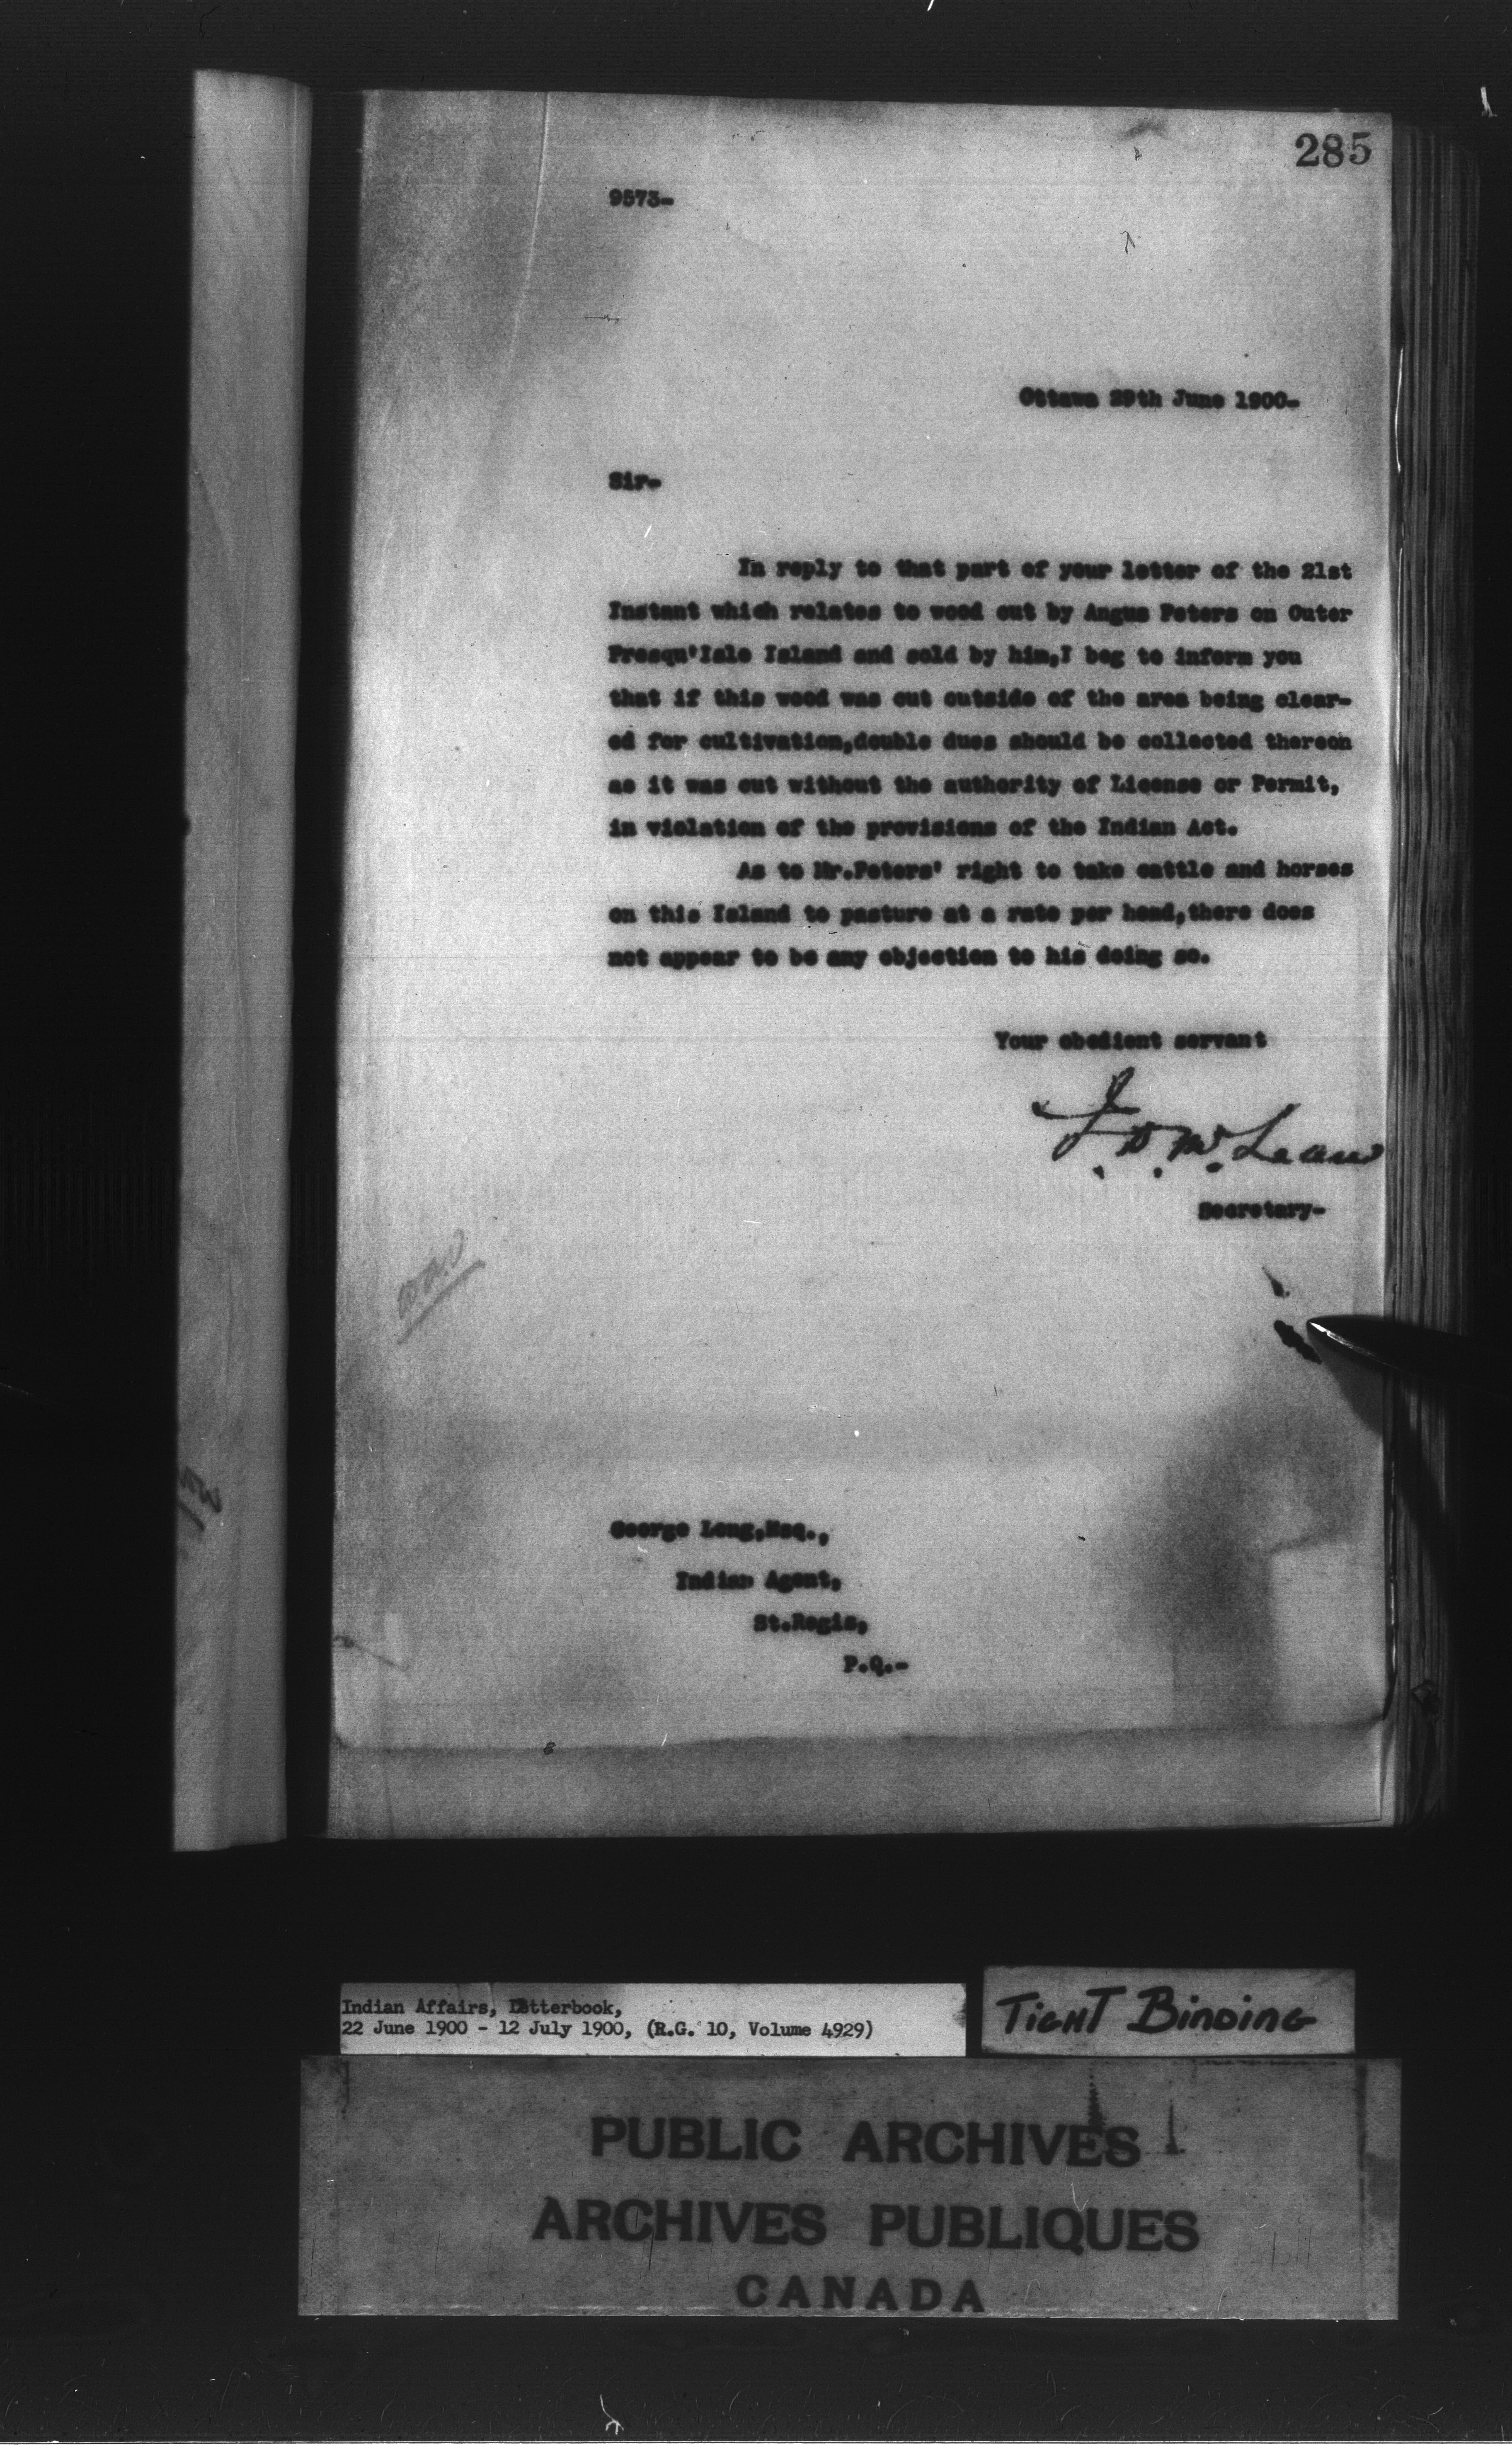 285
9573-
Ottawa 29th June 1900-
Sir-
In reply to that part of your letter of the 21st
Instant which relates to wood cut by Angus Peters on Outer
Presqu'Isle Island and sold by him,I beg to inform you
that if this wood was cut outside of the area being clear-
ed for cultivation,double dues should be collected thereon
as it was cut without the authority of License or Permit,
in violation of the provisions of the Indian Act.
As to Mr.Peters' right to take cattle and horses
on this Island to pasture at a rate per head,there does
not appear to be any objection to his doing so.
Your obedient servant
J. D. McLean
Secretary-
George Long,Esq.,
Indian Agent,
St.Regis,
P.Q.-
Indian Affairs, Letterbook,
22 June 1900 - 12 July 1900, (R.G. 10, Volume 4929)
TIGHT BINDING
PUBLIC ARCHIVES
ARCHIVES PUBLIQUES
CANADA